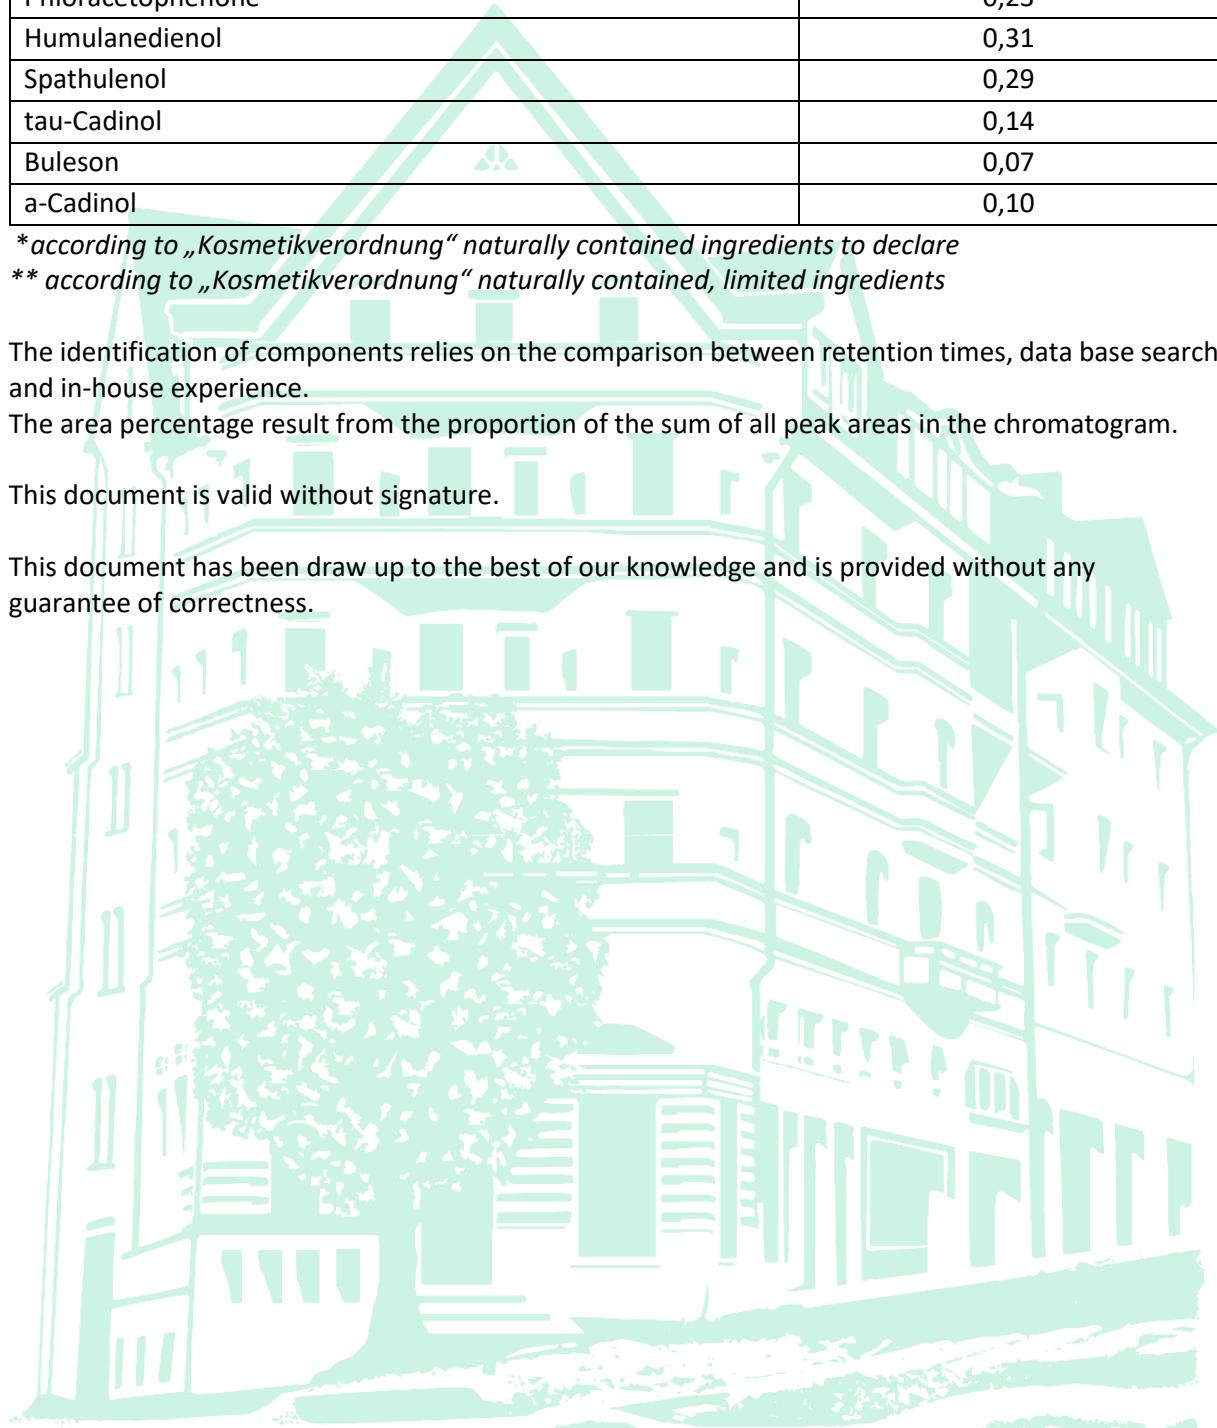 Phloracetophenone 0,25
Humulanedienol 0,31
Spathulenol 0,29
tau-Cadinol 0,14
Buleson 0,07
a-Cadinol 0,10
*according to „Kosmetikverordnung“ naturally contained ingredients to declare
** according to „Kosmetikverordnung“ naturally contained, limited ingredients
The identification of components relies on the comparison between retention times, data base search
and in-house experience.
The area percentage result from the proportion of the sum of all peak areas in the chromatogram.
This document is valid without signature.
This document has been draw up to the best of our knowledge and is provided without any
guarantee of correctness.